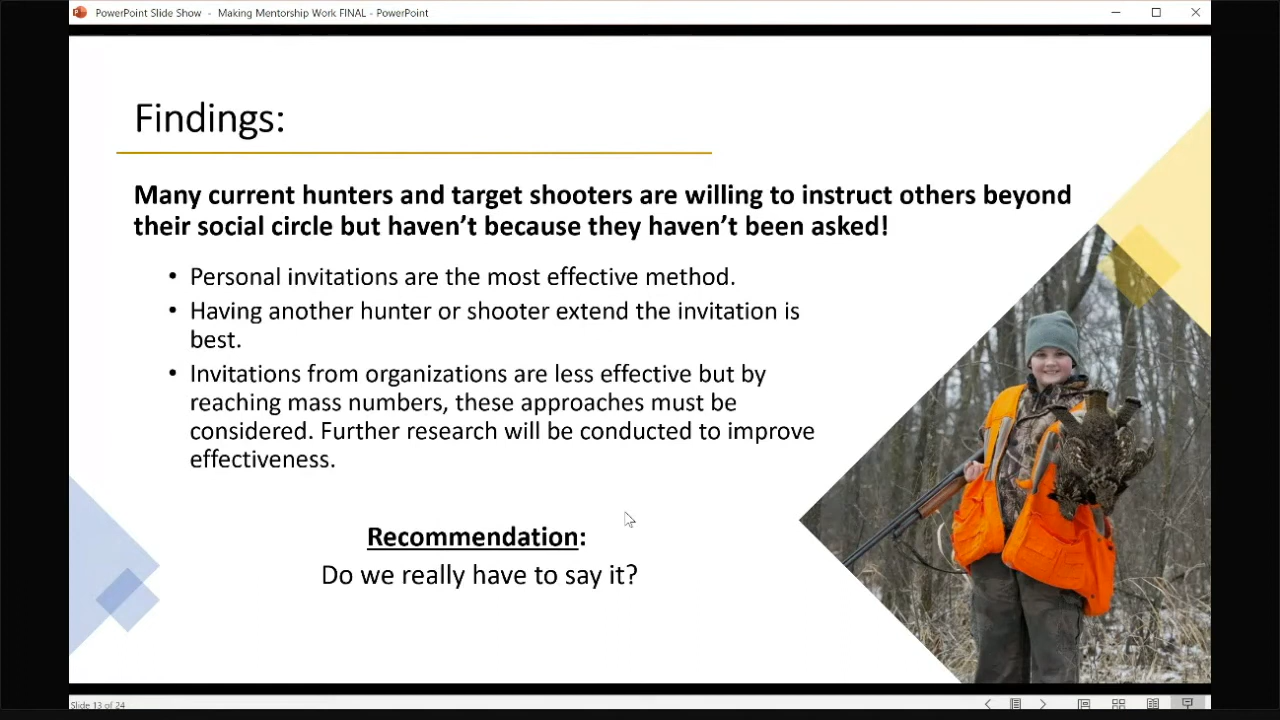 PowerPoint Slide Show - Making Mentorship Work FINAL - PowerPoint
Findings:
Many current hunters and target shooters are willing to instruct others beyond
their social circle but haven’t because they haven’t been asked!
• Personal invitations are the most effective method.
• Having another hunter or shooter extend the invitation is
best.
• Invitations from organizations are less effective but by
reaching mass numbers, these approaches must be
considered. Further research will be conducted to improve
effectiveness.
Recommendation:
Do we really have to say it?
Slide 13 of 24